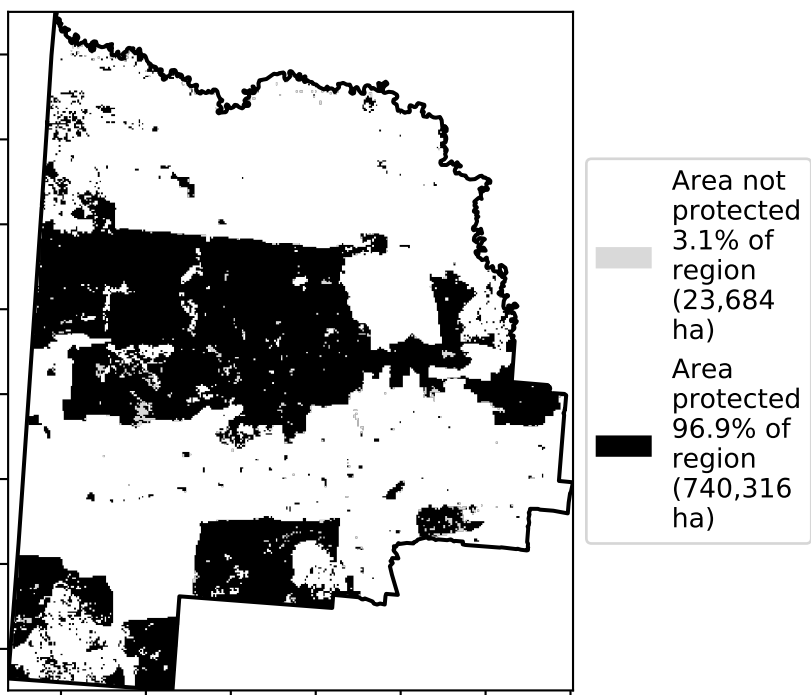 Area not
protected
3.1% of
region
(23,684
ha)
Area
protected
96.9% of
region
(740,316
ha)